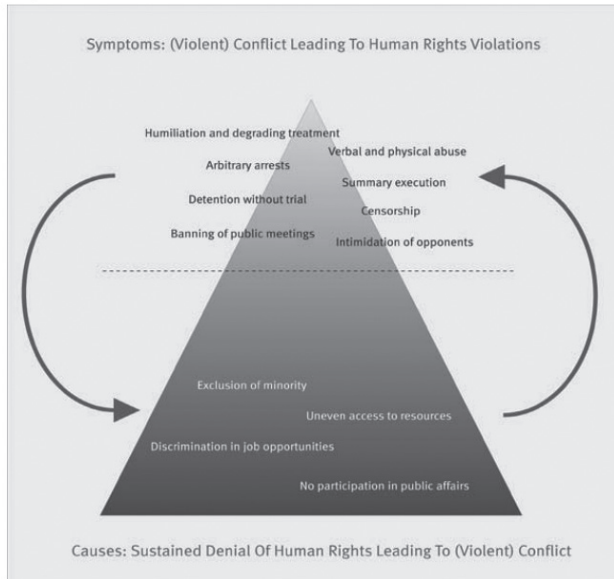 Symptoms: (Violent) Conflict Leading To Human Rights Violations
Humiliation and degrading treatment
Verbal and physical abuse
Arbitrary arrests
Summary execution
Detention without trial
Censorship
Banning of public meetings
Intimidation of opponents
Exclusion of minority
Uneven access to resources
Discrimination in job opportunities
No participation in public affairs
Causes: Sustained Denial Of Human Rights Leading To (Violent) Conflict